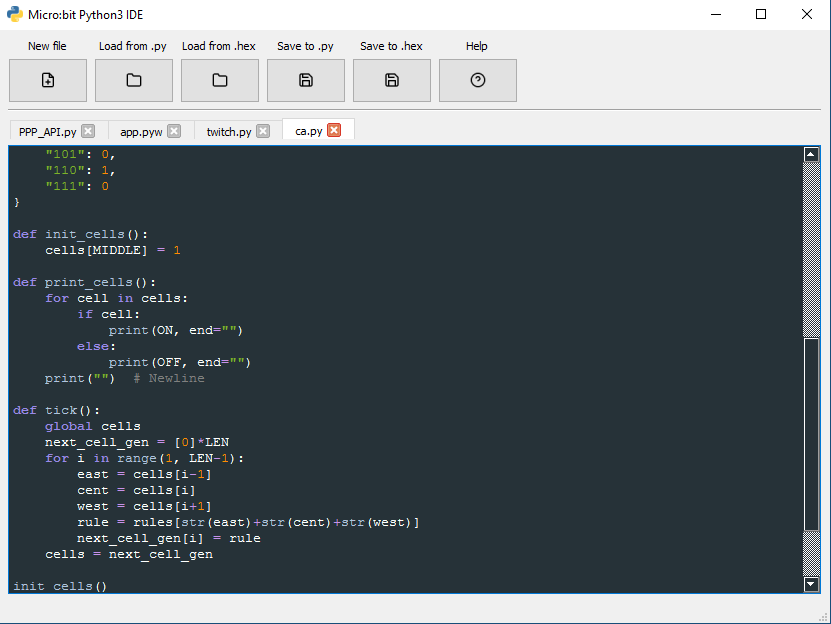 Micro:bit Python3 IDE
New file Load from .py Load from .hex Save to .py Save to .hex Help
PPP_API.py app.pyw twitch.py ca.py
    "101": 0,
    "110": 1,
    "111": 0
}

def init_cells():
    cells[MIDDLE] = 1

def print_cells():
    for cell in cells:
        if cell:
            print(ON, end="")
        else:
            print(OFF, end="")
    print("")  # Newline

def tick():
    global cells
    next_cell_gen = [0]*LEN
    for i in range(1, LEN-1):
        east = cells[i-1]
        cent = cells[i]
        west = cells[i+1]
        rule = rules[str(east)+str(cent)+str(west)]
        next_cell_gen[i] = rule
    cells = next_cell_gen

init_cells()